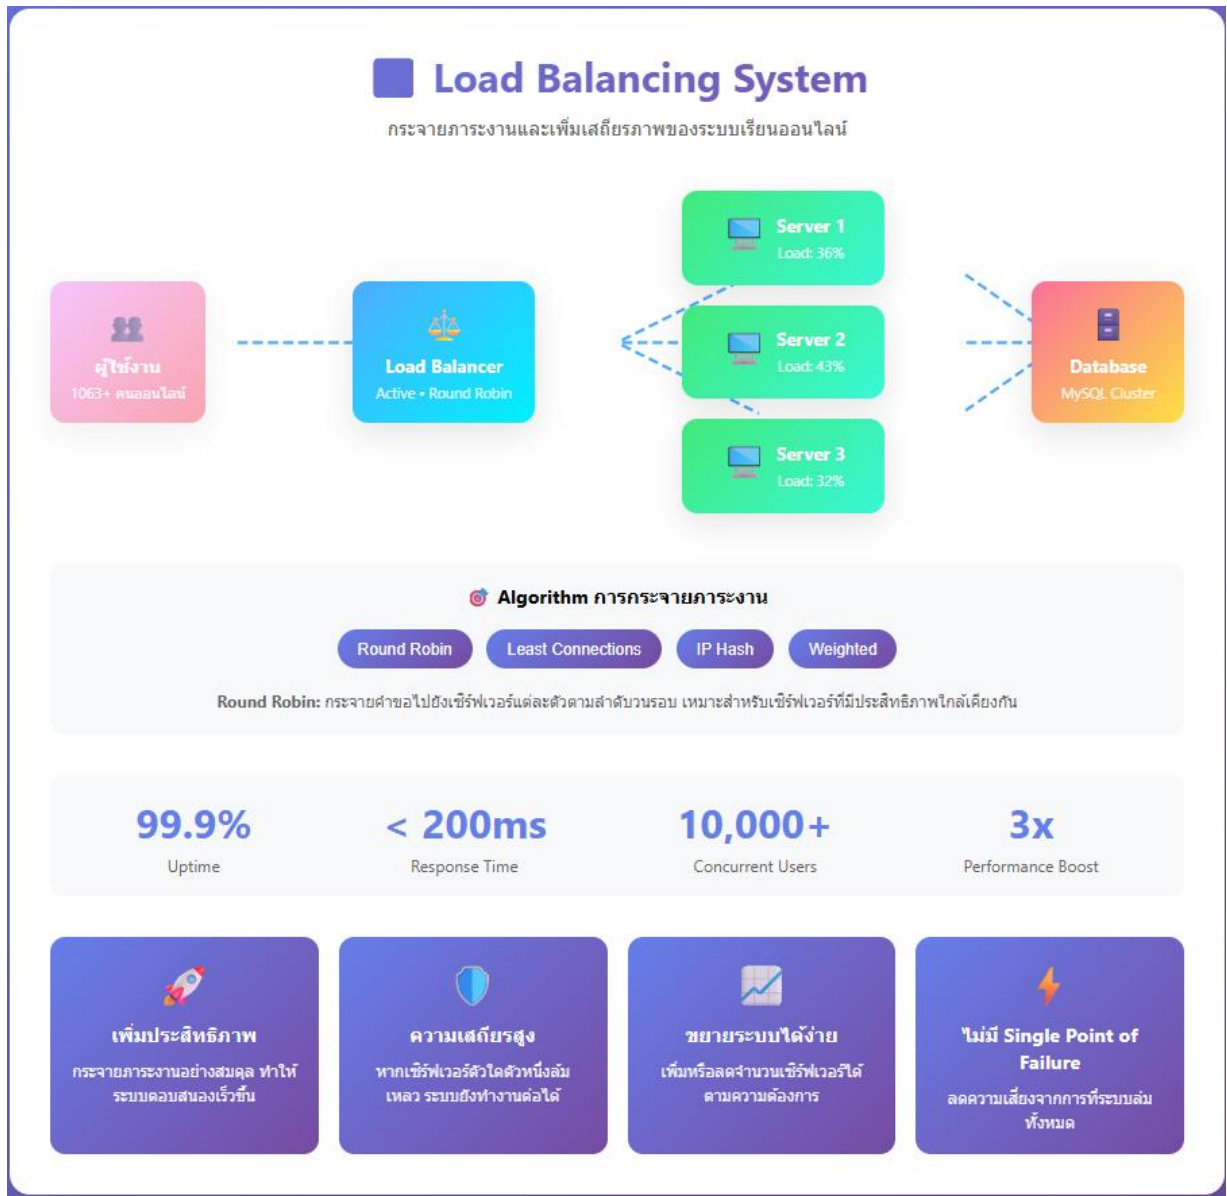 Load Balancing System
กระจายภาระงานและเพิ่มเสถียรภาพของระบบเรียนออนไลน์
ผู้ใช้งาน
1063+ คนออนไลน์
Load Balancer
Active • Round Robin
Server 1
Load: 36%
Server 2
Load: 43%
Server 3
Load: 32%
Database
MySQL Cluster
Algorithm การกระจายภาระงาน
Round Robin
Least Connections
IP Hash
Weighted
Round Robin: กระจายคำขอไปยังเซิร์ฟเวอร์แต่ละตัวตามลำดับวนรอบ เหมาะสำหรับเซิร์ฟเวอร์ที่มีประสิทธิภาพใกล้เคียงกัน
99.9%
Uptime
< 200ms
Response Time
10,000+
Concurrent Users
3x
Performance Boost
เพิ่มประสิทธิภาพ
กระจายภาระงานอย่างสมดุล ทำให้
ระบบตอบสนองเร็วขึ้น
ความเสถียรสูง
หากเซิร์ฟเวอร์ตัวใดตัวหนึ่งล้ม
เหลว ระบบยังทำงานต่อได้
ขยายระบบได้ง่าย
เพิ่มหรือลดจำนวนเซิร์ฟเวอร์ได้
ตามความต้องการ
ไม่มี Single Point of
Failure
ลดความเสี่ยงจากการที่ระบบล่ม
ทั้งหมด